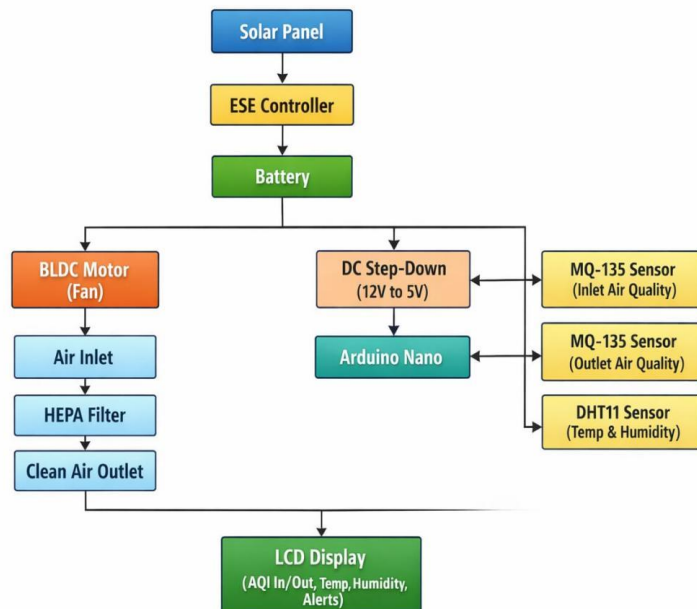 Solar Panel
ESE Controller
Battery
BLDC Motor
(Fan)
DC Step-Down
(12V to 5V)
MQ-135 Sensor
(Inlet Air Quality)
Air Inlet
Arduino Nano
MQ-135 Sensor
(Outlet Air Quality)
HEPA Filter
DHT11 Sensor
(Temp & Humidity)
Clean Air Outlet
LCD Display
(AQI In/Out, Temp, Humidity,
Alerts)